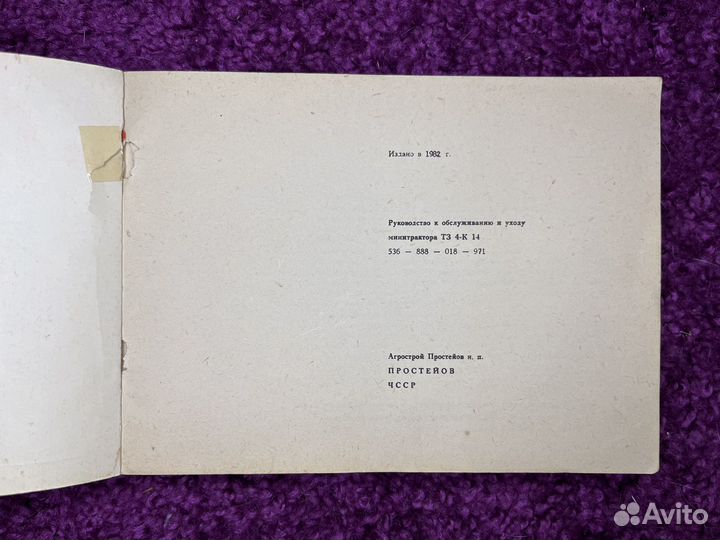 Издано в 1982 г.
Руководство к обслуживанию и уходу
минитрактора ТЗ 4-К 14
536 — 888 — 018 — 971
Агрострой Простейов н. п.
ПРОСТЕЙОВ
ЧССР
Avito